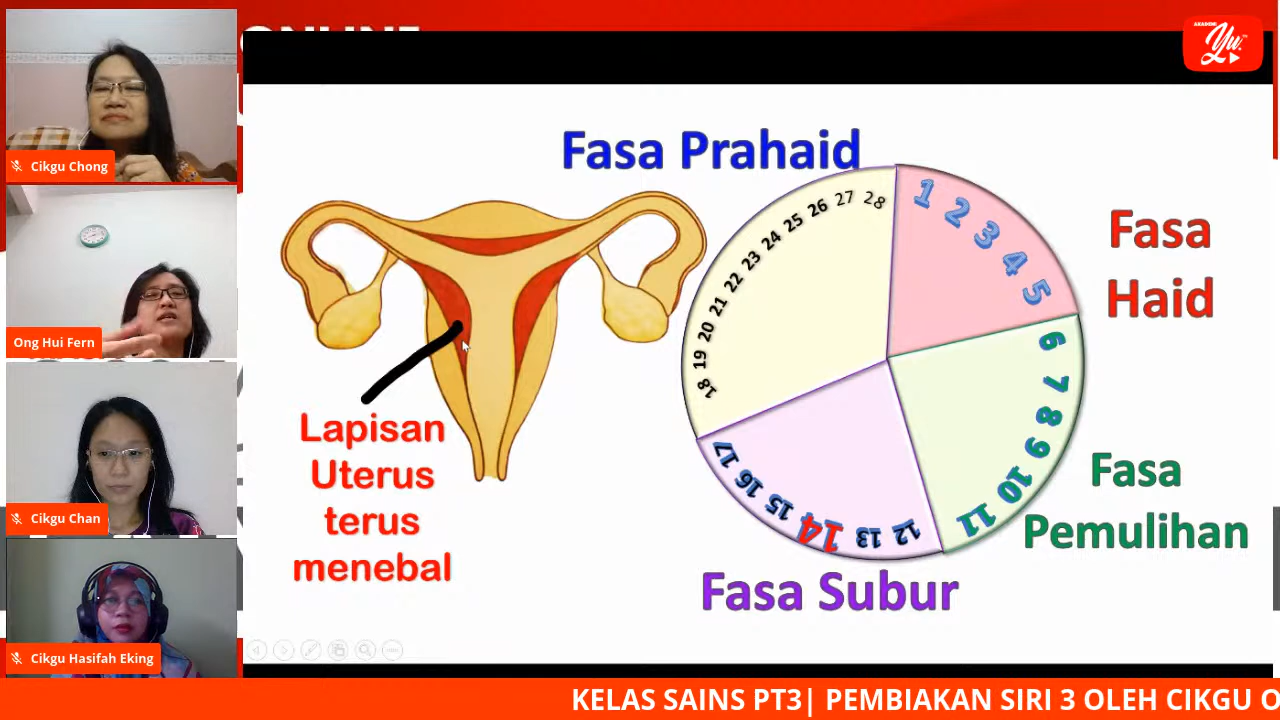 ONLINE
AKADEMI
Yu
Cikgu Chong
Ong Hui Fern
Cikgu Chan
Cikgu Hasifah Eking
Fasa Prahaid
Fasa
Haid
Fasa
Pemulihan
Fasa Subur
Lapisan
Uterus
terus
menebal
1 2 3 4 5
6 7 8 9 10 11
12 13 14 15 16 17
18 19 20 21 22 23 24 25 26 27 28
KELAS SAINS PT3| PEMBIAKAN SIRI 3 OLEH CIKGU O